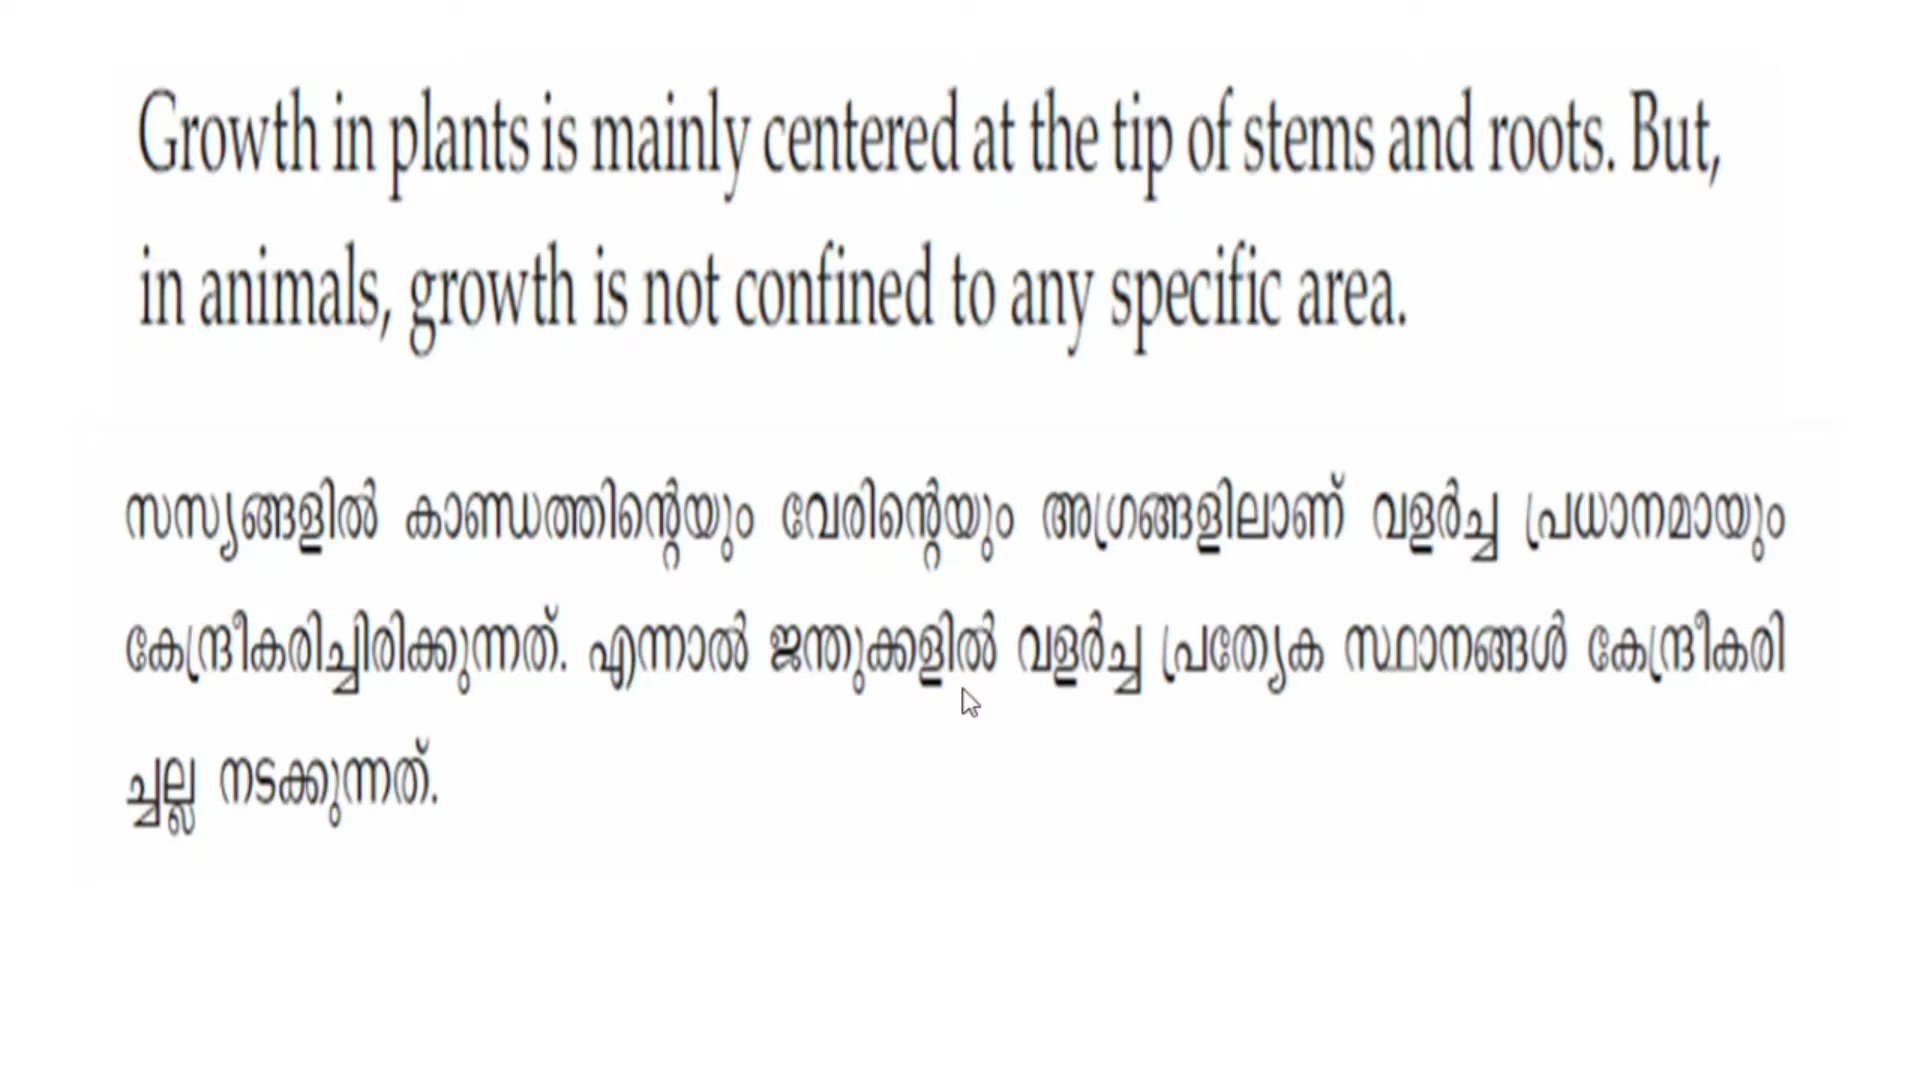 Growth in plants is mainly centered at the tip of stems and roots. But,
in animals, growth is not confined to any specific area.
സസ്യങ്ങളിൽ കാണ്ഡത്തിന്റെയും വേരിന്റെയും അഗ്രങ്ങളിലാണ് വളർച്ച പ്രധാനമായും
കേന്ദ്രീകരിച്ചിരിക്കുന്നത്. എന്നാൽ ജന്തുക്കളിൽ വളർച്ച പ്രത്യേക സ്ഥാനങ്ങൾ കേന്ദ്രീകരി
ച്ചല്ല നടക്കുന്നത്.